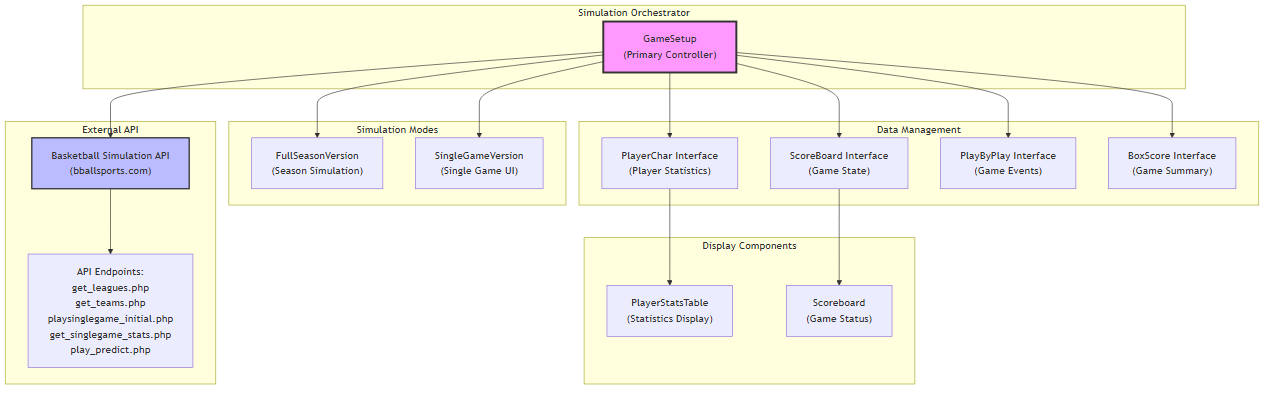 Simulation Orchestrator
GameSetup
(Primary Controller)
External API
Basketball Simulation API
(bballsports.com)
API Endpoints:
get_leagues.php
get_teams.php
playsinglegame_initial.php
get_singlegame_stats.php
play_predict.php
Simulation Modes
FullSeasonVersion
(Season Simulation)
SingleGameVersion
(Single Game UI)
Data Management
PlayerChar Interface
(Player Statistics)
ScoreBoard Interface
(Game State)
PlayByPlay Interface
(Game Events)
BoxScore Interface
(Game Summary)
Display Components
PlayerStatsTable
(Statistics Display)
Scoreboard
(Game Status)